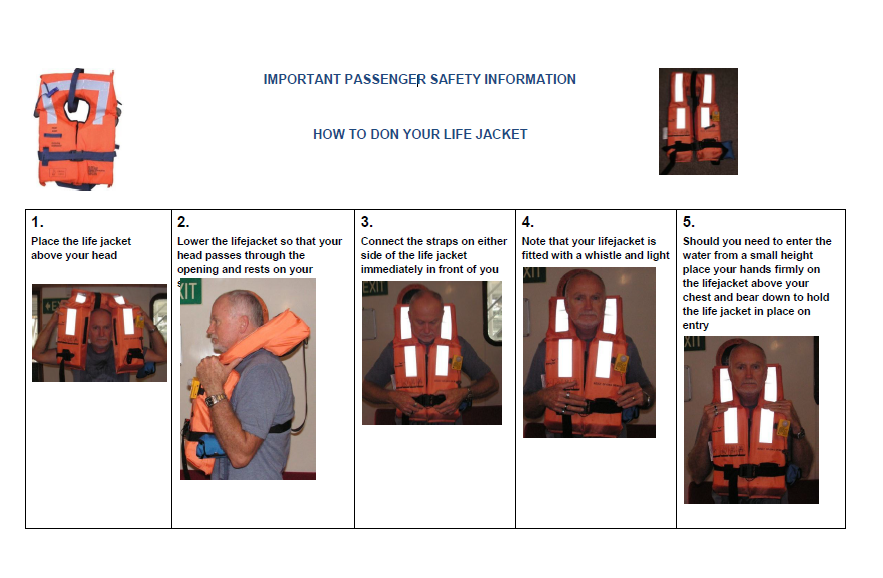 IMPORTANT PASSENGER SAFETY INFORMATION
HOW TO DON YOUR LIFE JACKET
1.
Place the life jacket
above your head
EXIT
2.
Lower the lifejacket so that your
head passes through the
opening and rests on your
XIT
3.
Connect the straps on either
side of the life jacket
immediately in front of you
EXIT
4.
Note that your lifejacket is
fitted with a whistle and light
XIT
5.
Should you need to enter the
water from a small height
place your hands firmly on
the lifejacket above your
chest and bear down to hold
the life jacket in place on
entry
XIT